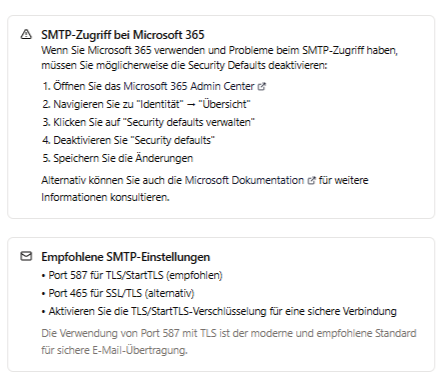 SMTP-Zugriff bei Microsoft 365
Wenn Sie Microsoft 365 verwenden und Probleme beim SMTP-Zugriff haben,
müssen Sie möglicherweise die Security Defaults deaktivieren:
1. Öffnen Sie das Microsoft 365 Admin Center
2. Navigieren Sie zu "Identität" → "Übersicht"
3. Klicken Sie auf "Security defaults verwalten"
4. Deaktivieren Sie "Security defaults"
5. Speichern Sie die Änderungen
Alternativ können Sie auch die Microsoft Dokumentation für weitere
Informationen konsultieren.
Empfohlene SMTP-Einstellungen
• Port 587 für TLS/StartTLS (empfohlen)
• Port 465 für SSL/TLS (alternativ)
• Aktivieren Sie die TLS/StartTLS-Verschlüsselung für eine sichere Verbindung
Die Verwendung von Port 587 mit TLS ist der moderne und empfohlene Standard
für sichere E-Mail-Übertragung.